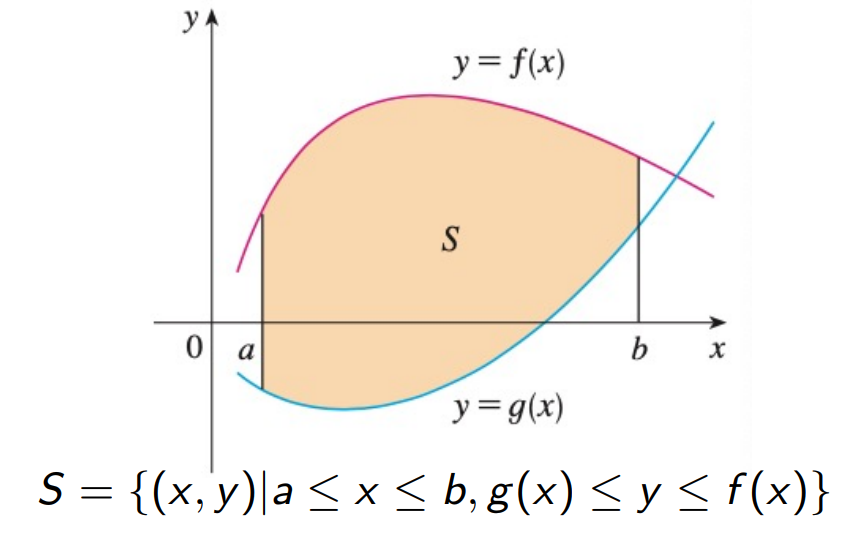 y
y = f(x)
S
0 a b x
y = g(x)
S = {(x, y)|a ≤ x ≤ b, g(x) ≤ y ≤ f(x)}